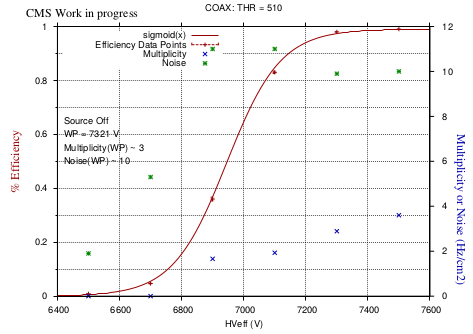 COAX: THR = 510
CMS Work in progress
sigmoid(x)
Efficiency Data Points
Multiplicity
Noise
Source Off
WP = 7321 V
Multiplicity(WP) ~ 3
Noise(WP) ~ 10
% Efficiency
1
0.8
0.6
0.4
0.2
0
Multiplicity or Noise (Hz/cm2)
12
10
8
6
4
2
0
6400 6600 6800 7000 7200 7400 7600
HVeff (V)